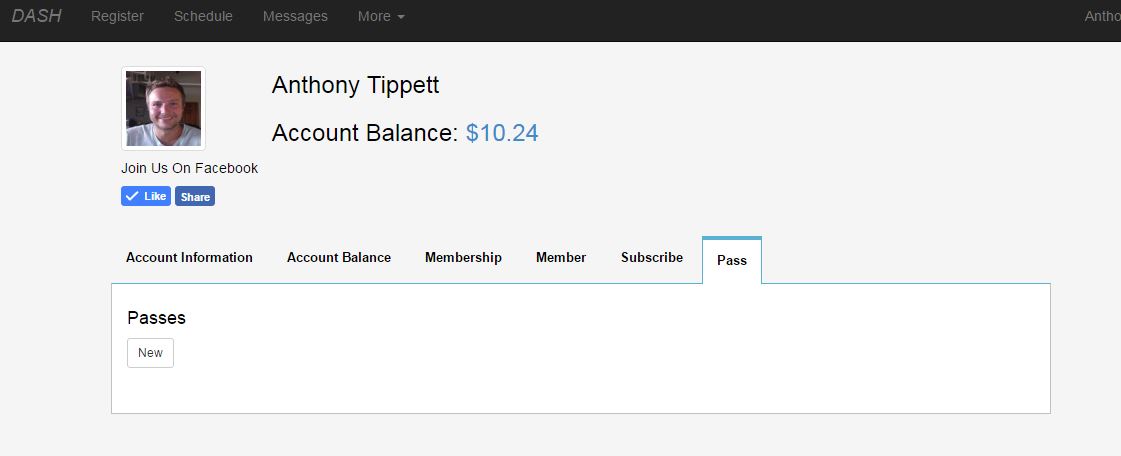 DASH Register Schedule Messages More Antho
Anthony Tippett
Account Balance: $10.24
Join Us On Facebook
Like Share
Account Information Account Balance Membership Member Subscribe Pass
Passes
New